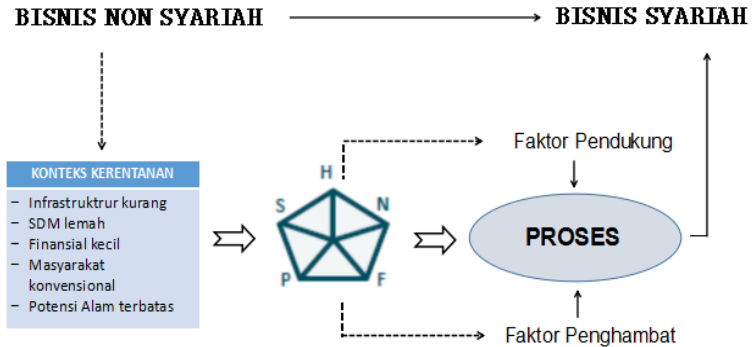 BISNIS NON SYARIAH
BISNIS SYARIAH
KONTEKS KERENTANAN
– Infrastruktrur kurang
– SDM lemah
– Finansial kecil
– Masyarakat
konvensional
– Potensi Alam terbatas
H
S
N
P
F
Faktor Pendukung
PROSES
Faktor Penghambat